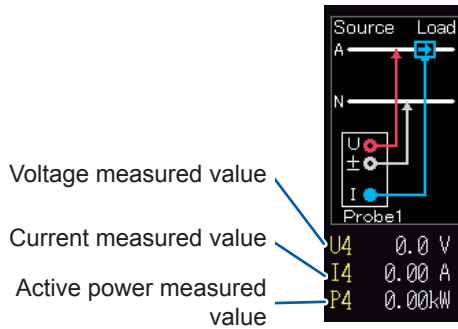 Source Load
A
N
U
±
I
Probe1
Voltage measured value
U4 0.0 V
Current measured value
I4 0.00 A
Active power measured
value
P4 0.00kW